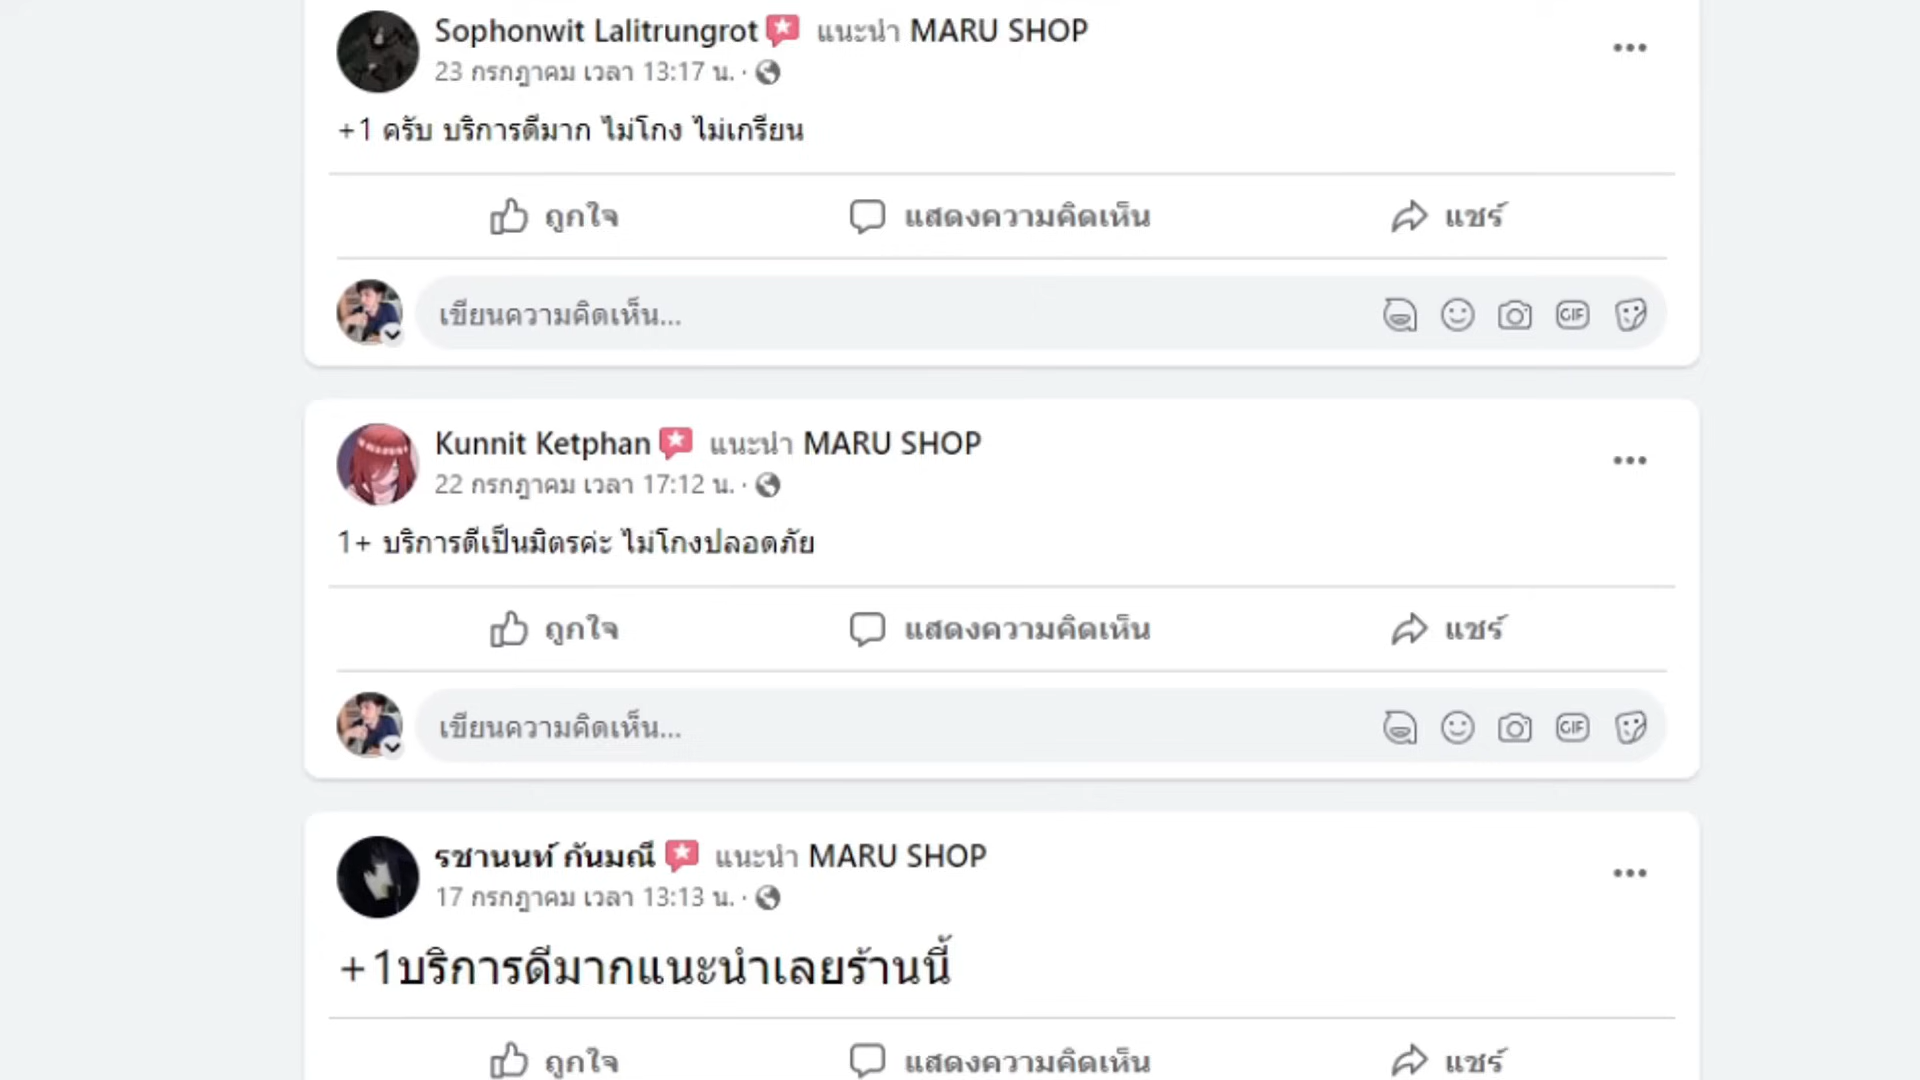 Sophonwit Lalitrungrot แนะนำ MARU SHOP
23 กรกฎาคม เวลา 13:17 น. ·
+1 ครับ บริการดีมาก ไม่โกง ไม่เกรียน
ถูกใจ แสดงความคิดเห็น แชร์
เขียนความคิดเห็น... GIF
Kunnit Ketphan แนะนำ MARU SHOP
22 กรกฎาคม เวลา 17:12 น. ·
1+ บริการดีเป็นมิตรค่ะ ไม่โกงปลอดภัย
ถูกใจ แสดงความคิดเห็น แชร์
เขียนความคิดเห็น... GIF
รชานนท์ กันมณี แนะนำ MARU SHOP
17 กรกฎาคม เวลา 13:13 น. ·
+1บริการดีมากแนะนำเลยร้านนี้
ถูกใจ แสดงความคิดเห็น แชร์